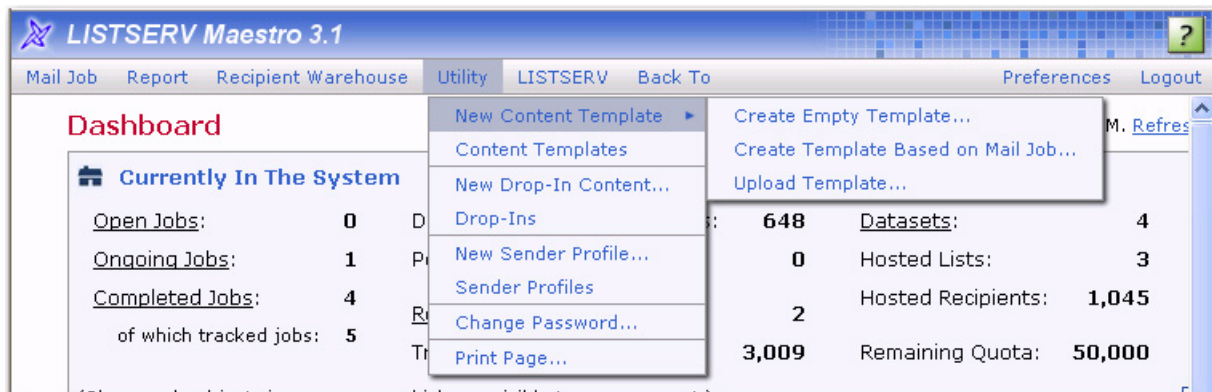 LISTSERV Maestro 3.1
?
Mail Job Report Recipient Warehouse Utility LISTSERV Back To Preferences Logout
New Content Template Create Empty Template...
Dashboard M. Refres
Content Templates Create Template Based on Mail Job...
Currently In The System New Drop-In Content... Upload Template...
Open Jobs: 0 D Drop-Ins : 648 Datasets: 4
Ongoing Jobs: 1 New Sender Profile... 0 Hosted Lists: 3
Completed Jobs: 4 Sender Profiles 2 Hosted Recipients: 1,045
of which tracked jobs: 5 Change Password...
Tr Print Page... 3,009 Remaining Quota: 50,000